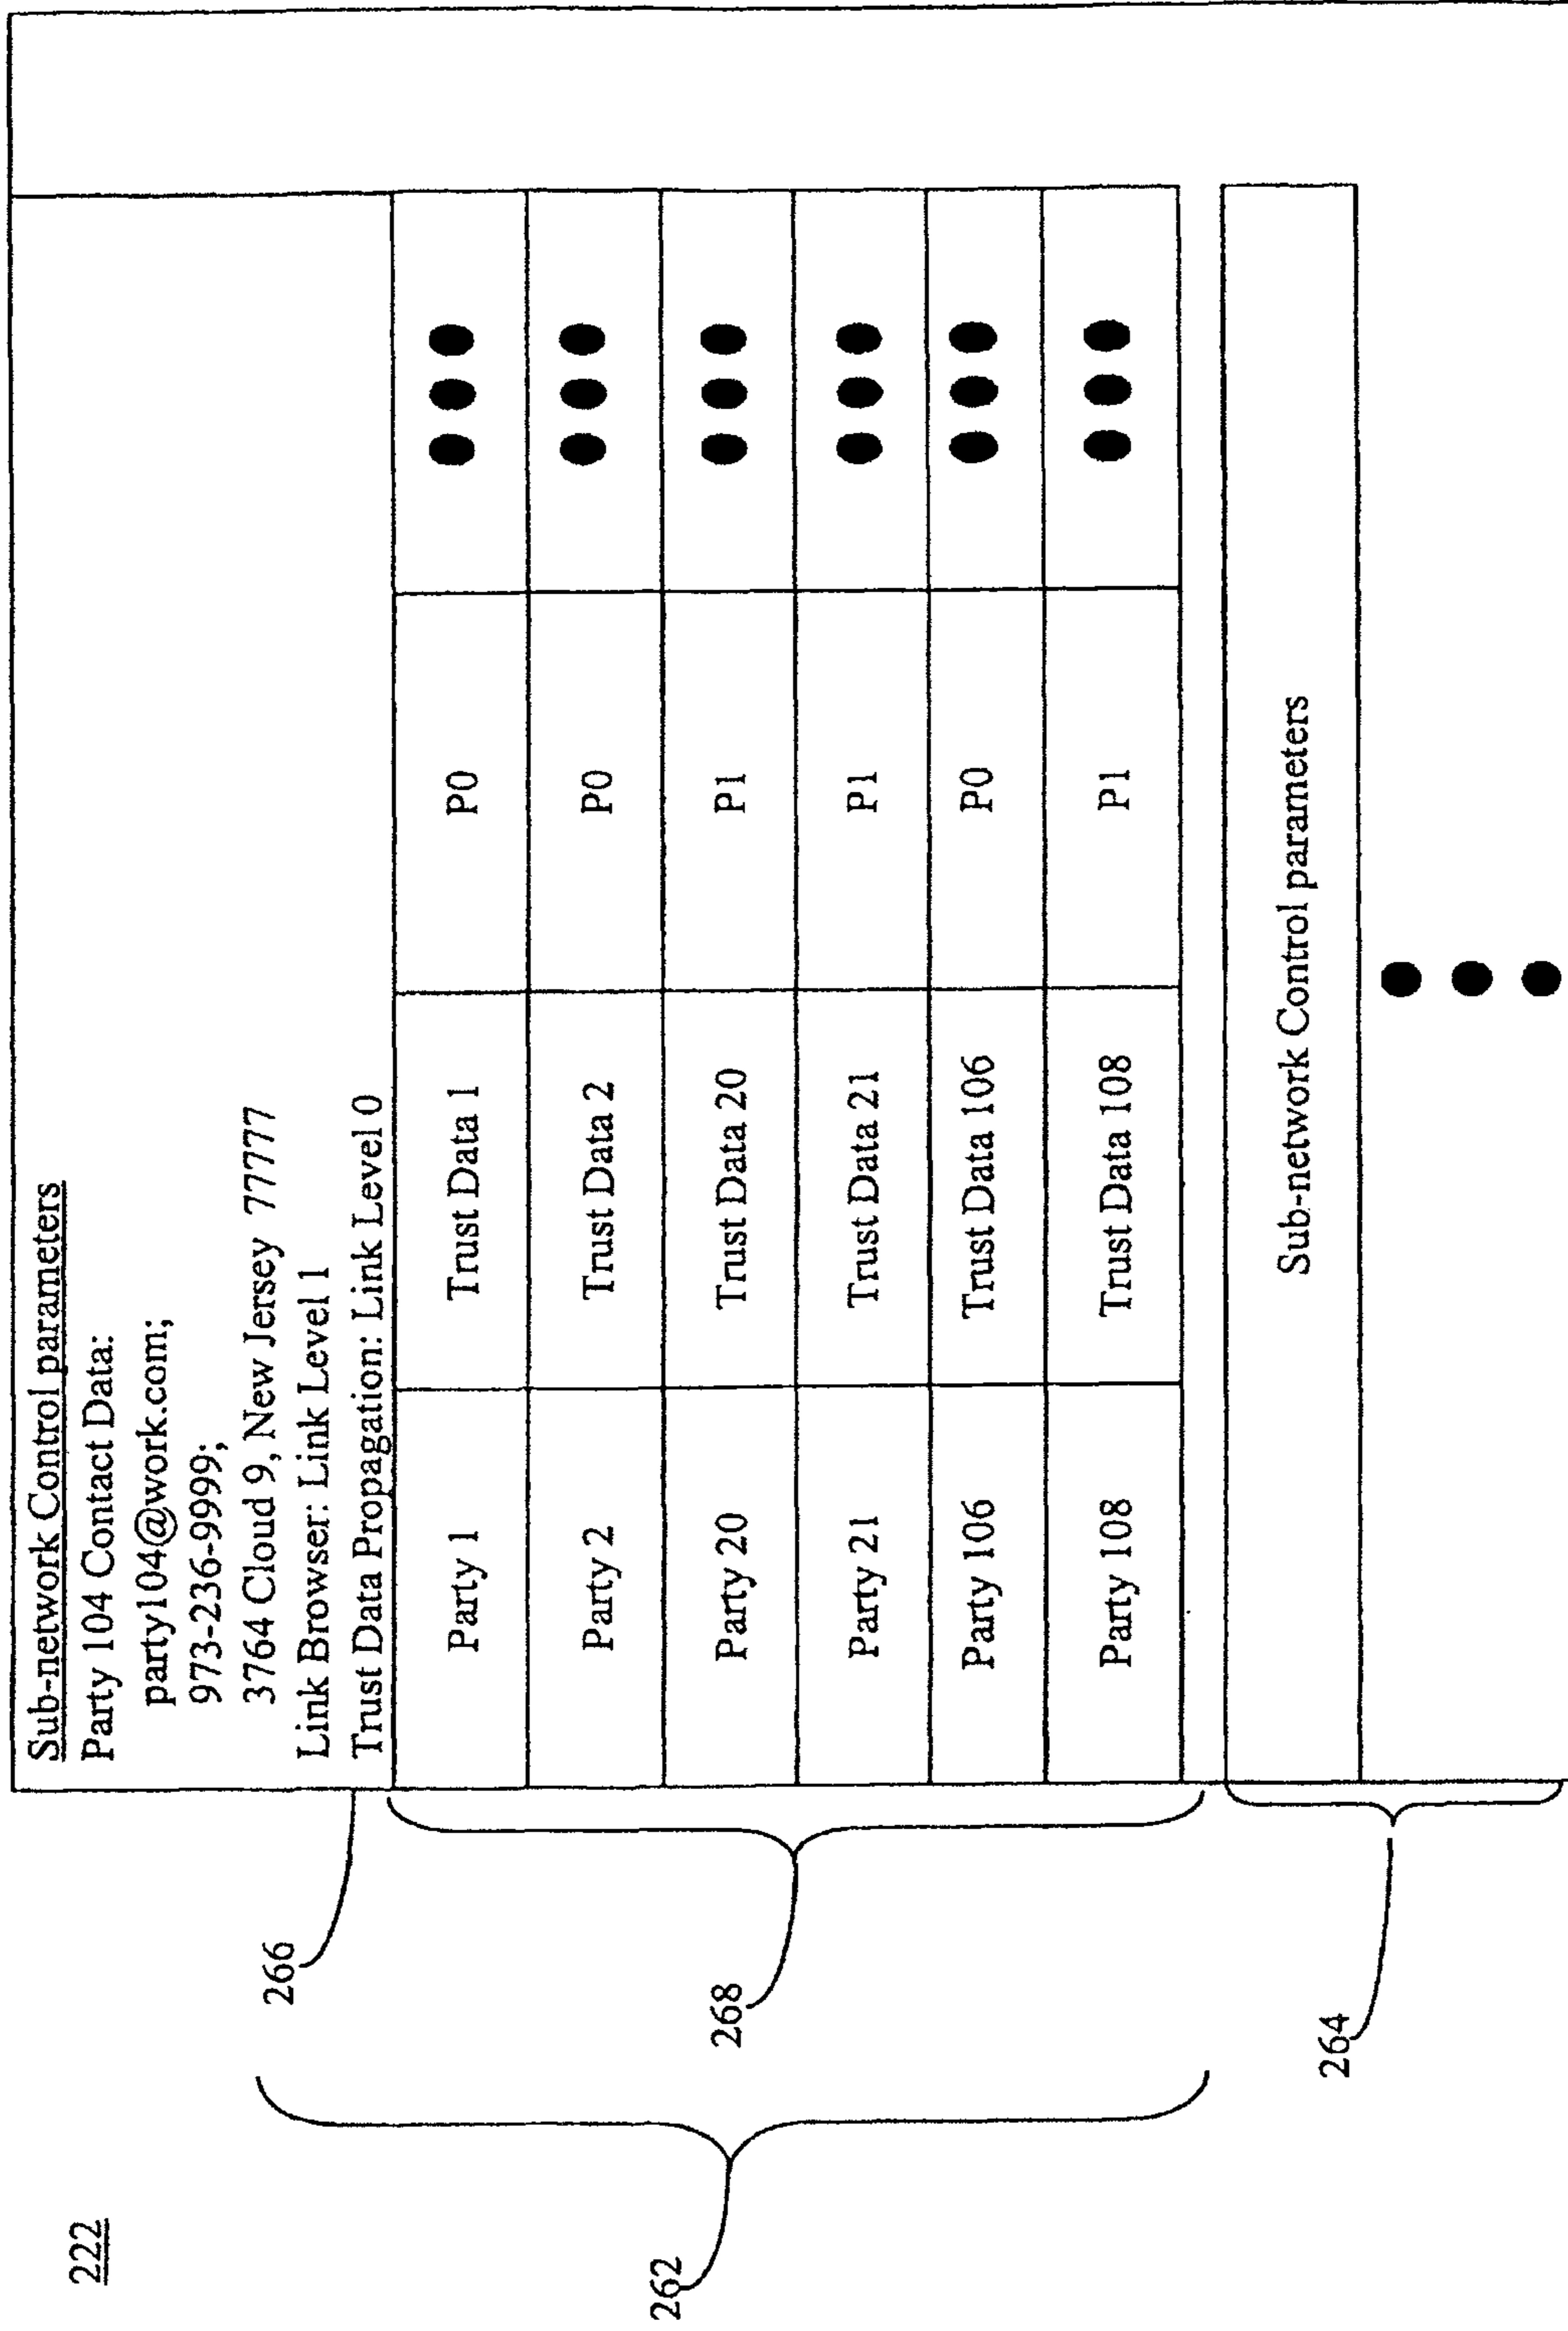 222
Sub-network Control parameters
Party 104 Contact Data:
party104@work.com;
973-236-9999;
3764 Cloud 9, New Jersey 77777
Link Browser: Link Level 1
Trust Data Propagation: Link Level 0
266
Party 1 Trust Data 1 P0
Party 2 Trust Data 2 P0
Party 20 Trust Data 20 P1
Party 21 Trust Data 21 P1
Party 106 Trust Data 106 P0
Party 108 Trust Data 108 P1
268
262
Sub-network Control parameters
264